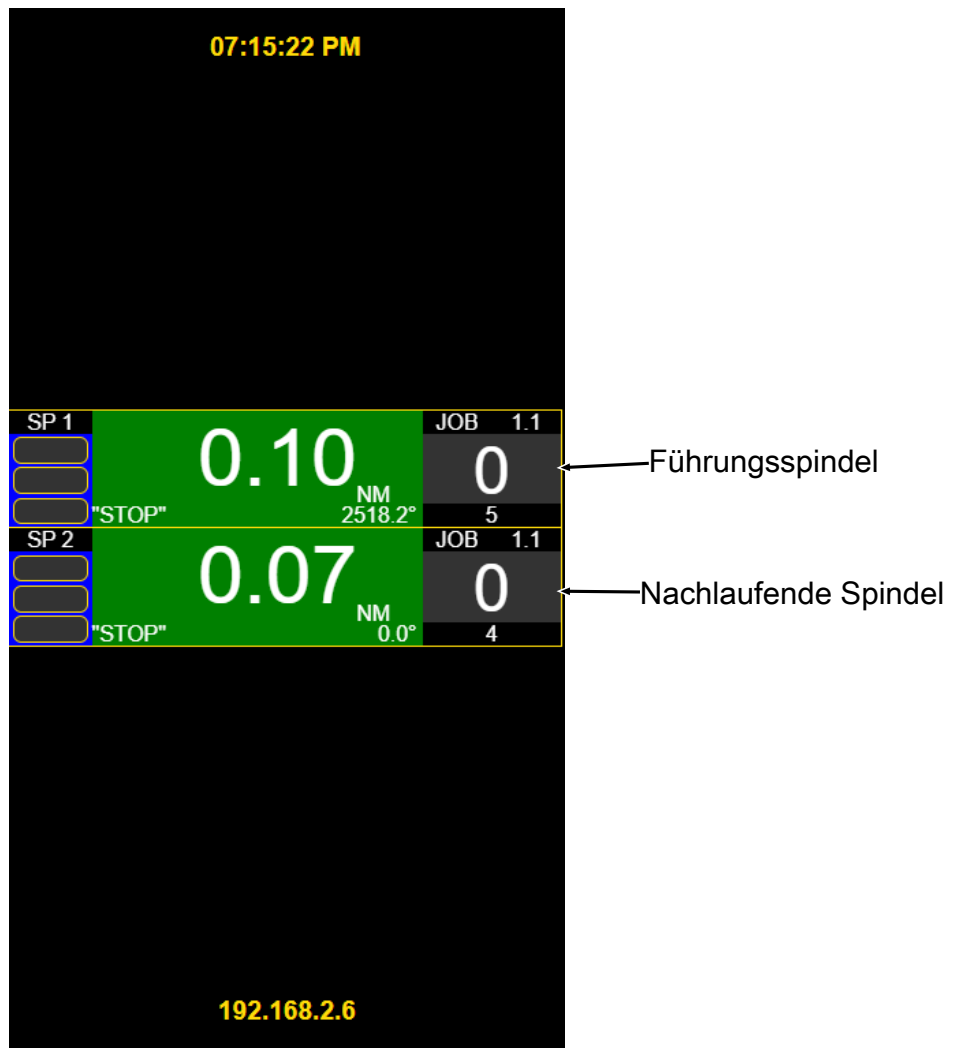 07:15:22 PM
SP 1
0.10
NM
"STOP"
2518.2°
JOB 1.1
0
5
Führungsspindel
SP 2
0.07
NM
"STOP"
0.0°
JOB 1.1
0
4
Nachlaufende Spindel
192.168.2.6